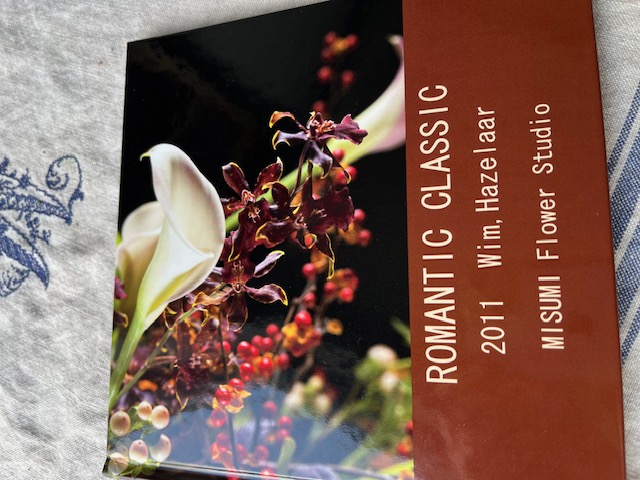 ROMANTIC CLASSIC
2011 Wim,Hazelaar
MISUMI Flower Studio